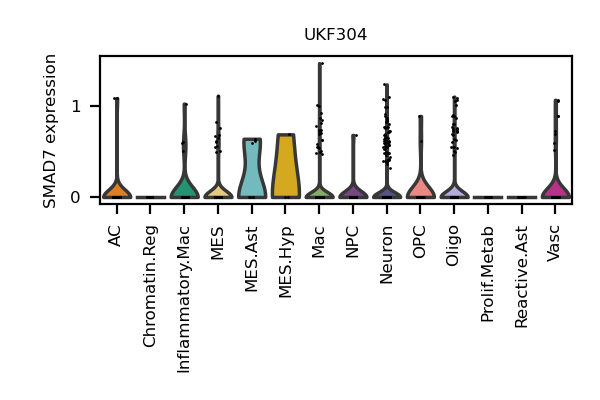 UKF304
SMAD7 expression
1
0
AC
Chromatin.Reg
Inflammatory.Mac
MES
MES.Ast
MES.Hyp
Mac
NPC
Neuron
OPC
Oligo
Prolif.Metab
Reactive.Ast
Vasc